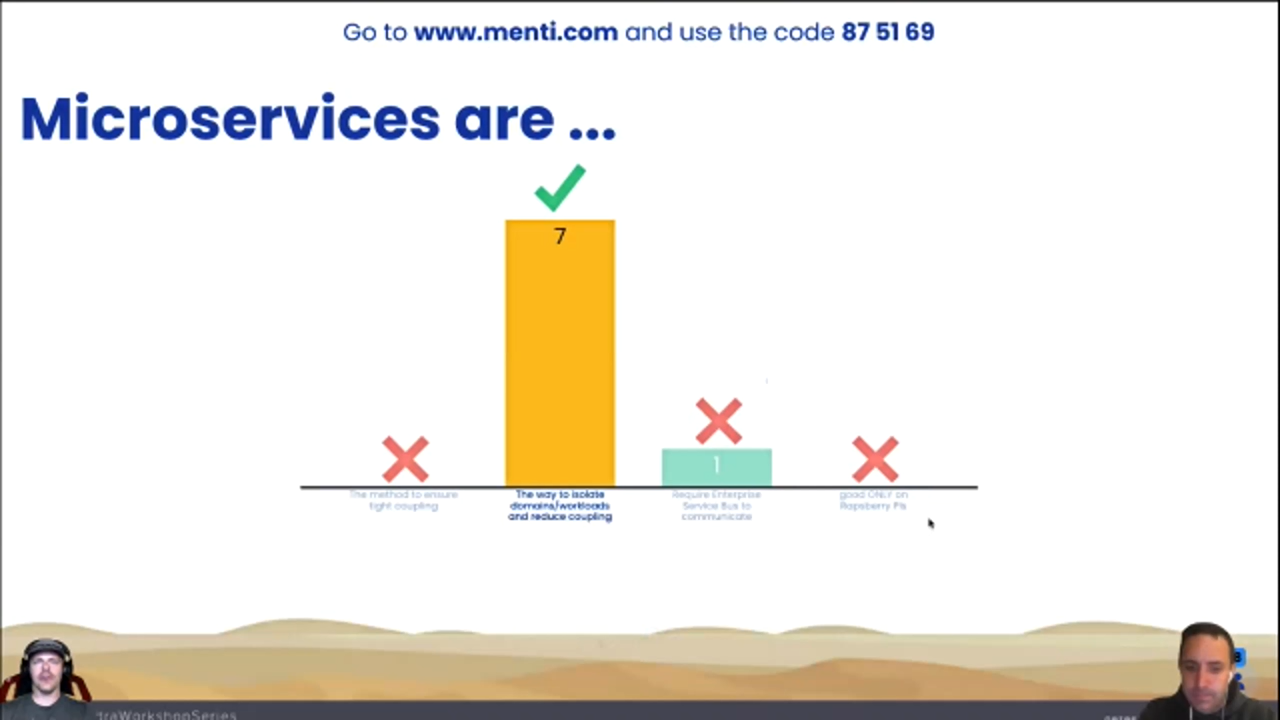 Go to www.menti.com and use the code 87 51 69
Microservices are ...
7
1
The method to ensure
tight coupling
The way to isolate
domains/workloads
and reduce coupling
Require Enterprise
Service Bus to
communicate
good ONLY on
Rapsberry PIs
traWorkshopSeries